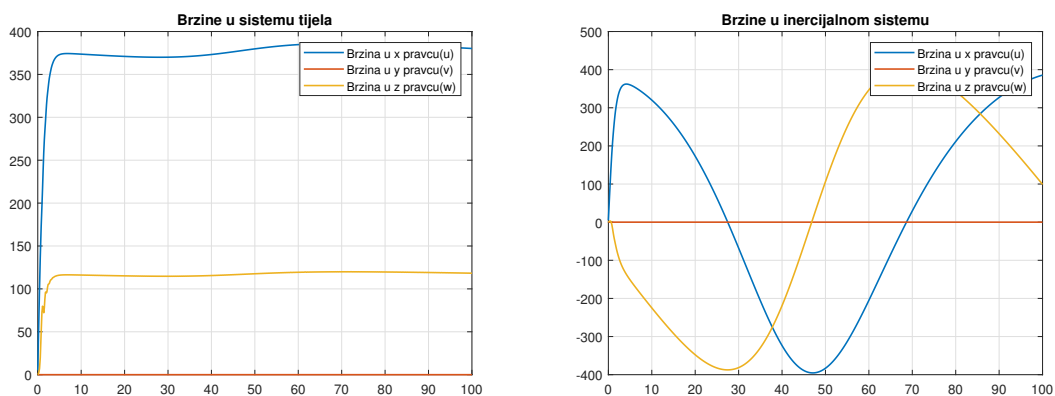 Brzine u sistemu tijela
400
350
300
250
200
150
100
50
0
0 10 20 30 40 50 60 70 80 90 100
Brzina u x pravcu(u)
Brzina u y pravcu(v)
Brzina u z pravcu(w)
Brzine u inercijalnom sistemu
500
400
300
200
100
0
-100
-200
-300
-400
0 10 20 30 40 50 60 70 80 90 100
Brzina u x pravcu(u)
Brzina u y pravcu(v)
Brzina u z pravcu(w)